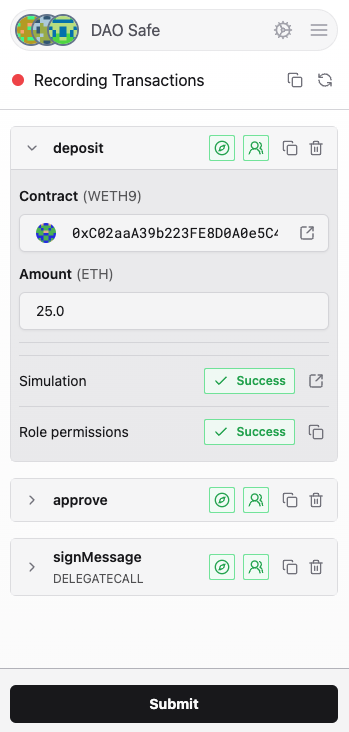 DAO Safe
Recording Transactions
deposit
Contract (WETH9)
0xC02aaA39b223FE8D0A0e5C4
Amount (ETH)
25.0
Simulation
Success
Role permissions
Success
approve
signMessage
DELEGATECALL
Submit